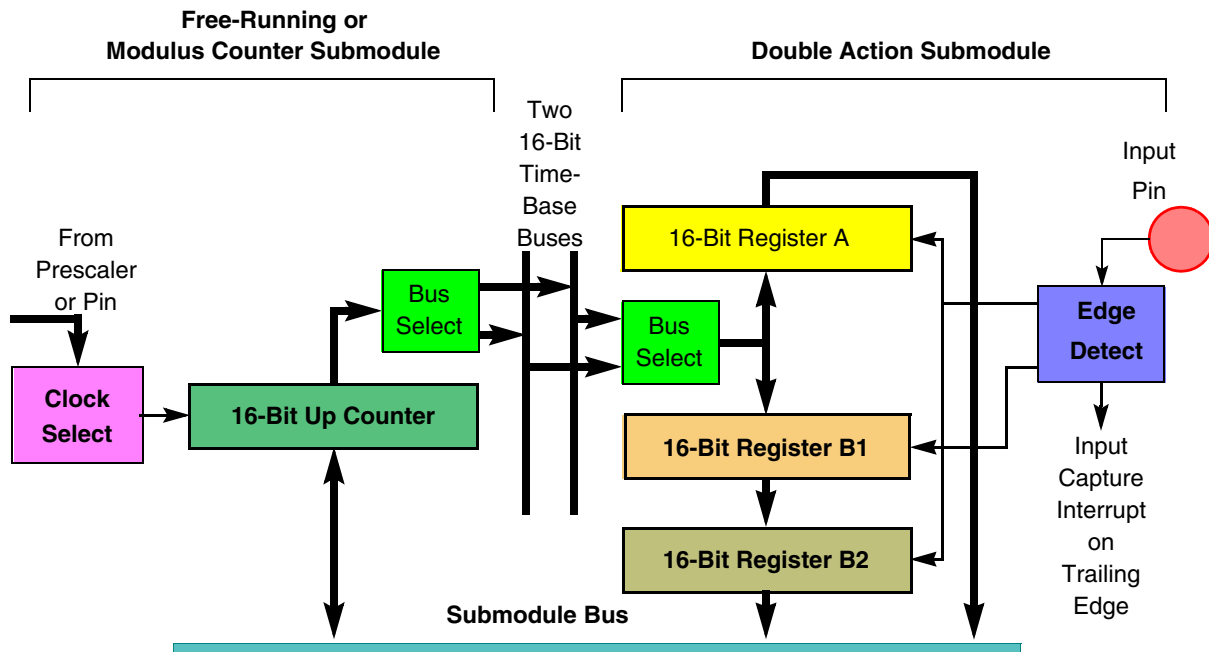 Free-Running or
Modulus Counter Submodule
Double Action Submodule
Two
16-Bit
Time-
Base
Buses
Input
Pin
From
Prescaler
or Pin
16-Bit Register A
Bus
Select
Bus
Select
Edge
Detect
Clock
Select
16-Bit Up Counter
16-Bit Register B1
Input
Capture
Interrupt
on
Trailing
Edge
16-Bit Register B2
Submodule Bus